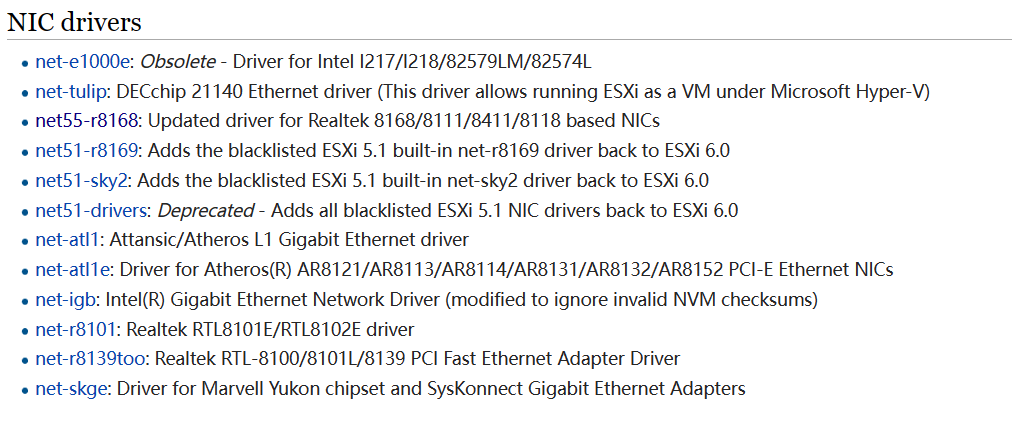 NIC drivers
net-e1000e: Obsolete - Driver for Intel I217/I218/82579LM/82574L
net-tulip: DECchip 21140 Ethernet driver (This driver allows running ESXi as a VM under Microsoft Hyper-V)
net55-r8168: Updated driver for Realtek 8168/8111/8411/8118 based NICs
net51-r8169: Adds the blacklisted ESXi 5.1 built-in net-r8169 driver back to ESXi 6.0
net51-sky2: Adds the blacklisted ESXi 5.1 built-in net-sky2 driver back to ESXi 6.0
net51-drivers: Deprecated - Adds all blacklisted ESXi 5.1 NIC drivers back to ESXi 6.0
net-atl1: Attansic/Atheros L1 Gigabit Ethernet driver
net-atl1e: Driver for Atheros(R) AR8121/AR8113/AR8114/AR8131/AR8132/AR8152 PCI-E Ethernet NICs
net-igb: Intel(R) Gigabit Ethernet Network Driver (modified to ignore invalid NVM checksums)
net-r8101: Realtek RTL8101E/RTL8102E driver
net-r8139too: Realtek RTL-8100/8101L/8139 PCI Fast Ethernet Adapter Driver
net-skge: Driver for Marvell Yukon chipset and SysKonnect Gigabit Ethernet Adapters